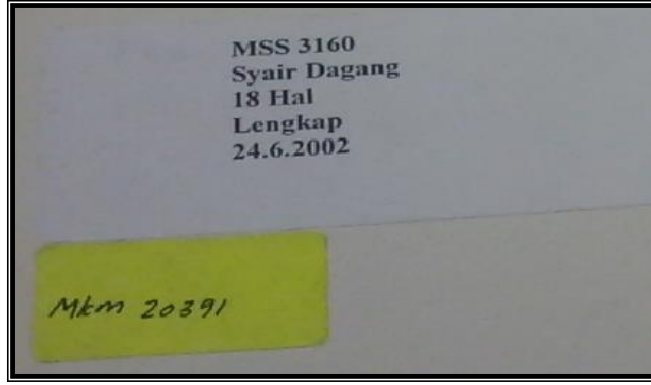 MSS 3160
Syair Dagang
18 Hal
Lengkap
24.6.2002
Mkm 20391